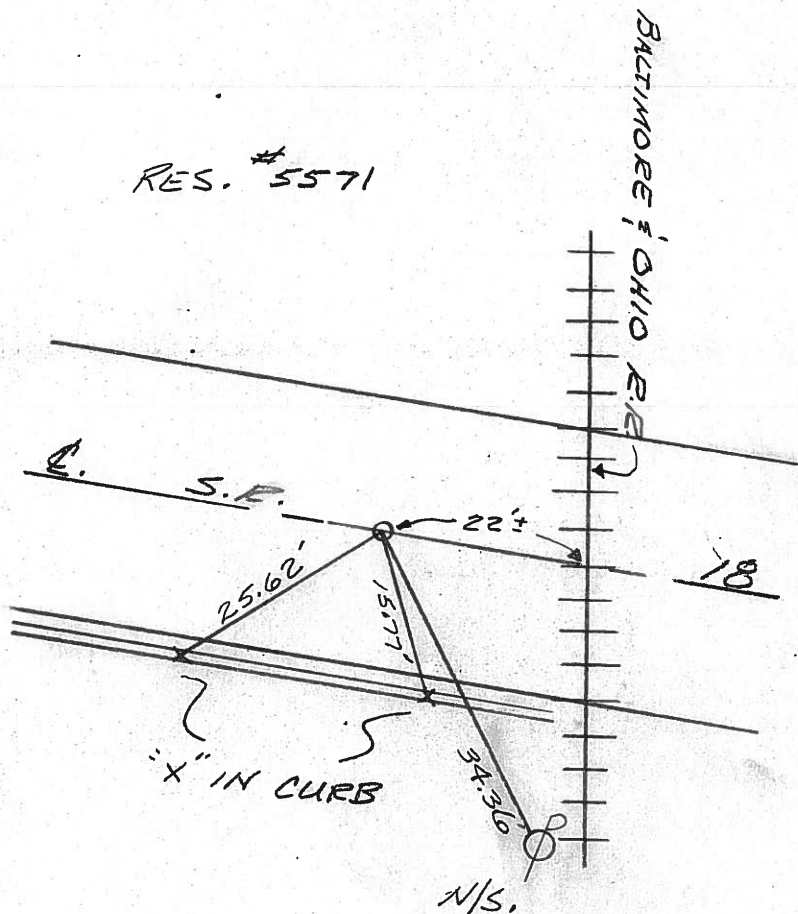 RES. #5571
BALTIMORE & OHIO R.R.
C.L. S.R. 18
22'±
25.62'
15.77'
34.36'
"X" IN CURB
N/S.